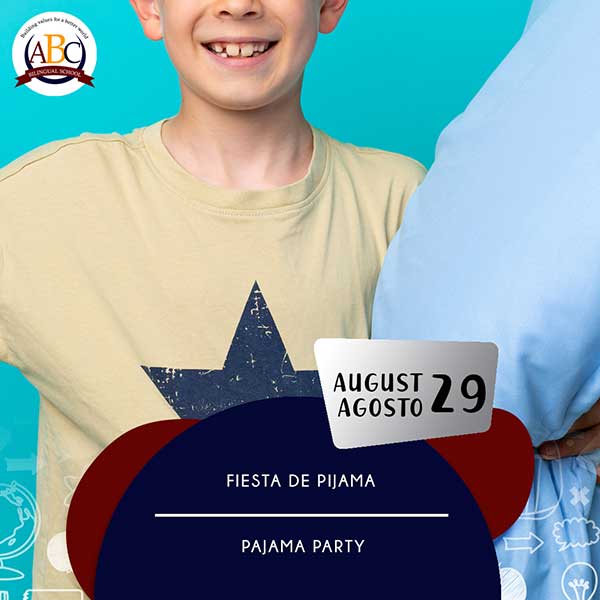 Building values for a better world
ABC
BILINGUAL SCHOOL
AUGUST 29
AGOSTO
FIESTA DE PIJAMA
PAJAMA PARTY